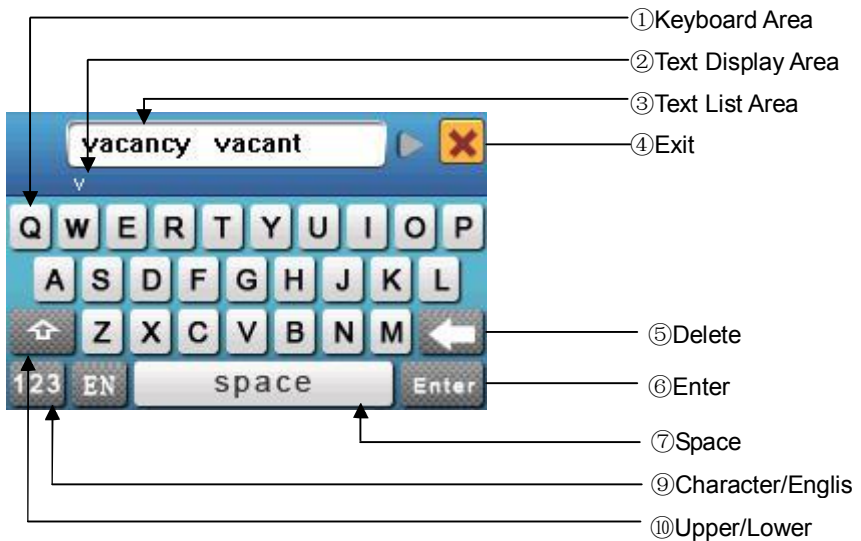 ①Keyboard Area
②Text Display Area
③Text List Area
vacancy vacant
④Exit
v
Q W E R T Y U I O P
A S D F G H J K L
Z X C V B N M
⑤Delete
123 EN space Enter
⑥Enter
⑦Space
⑨Character/Englis
⑩Upper/Lower